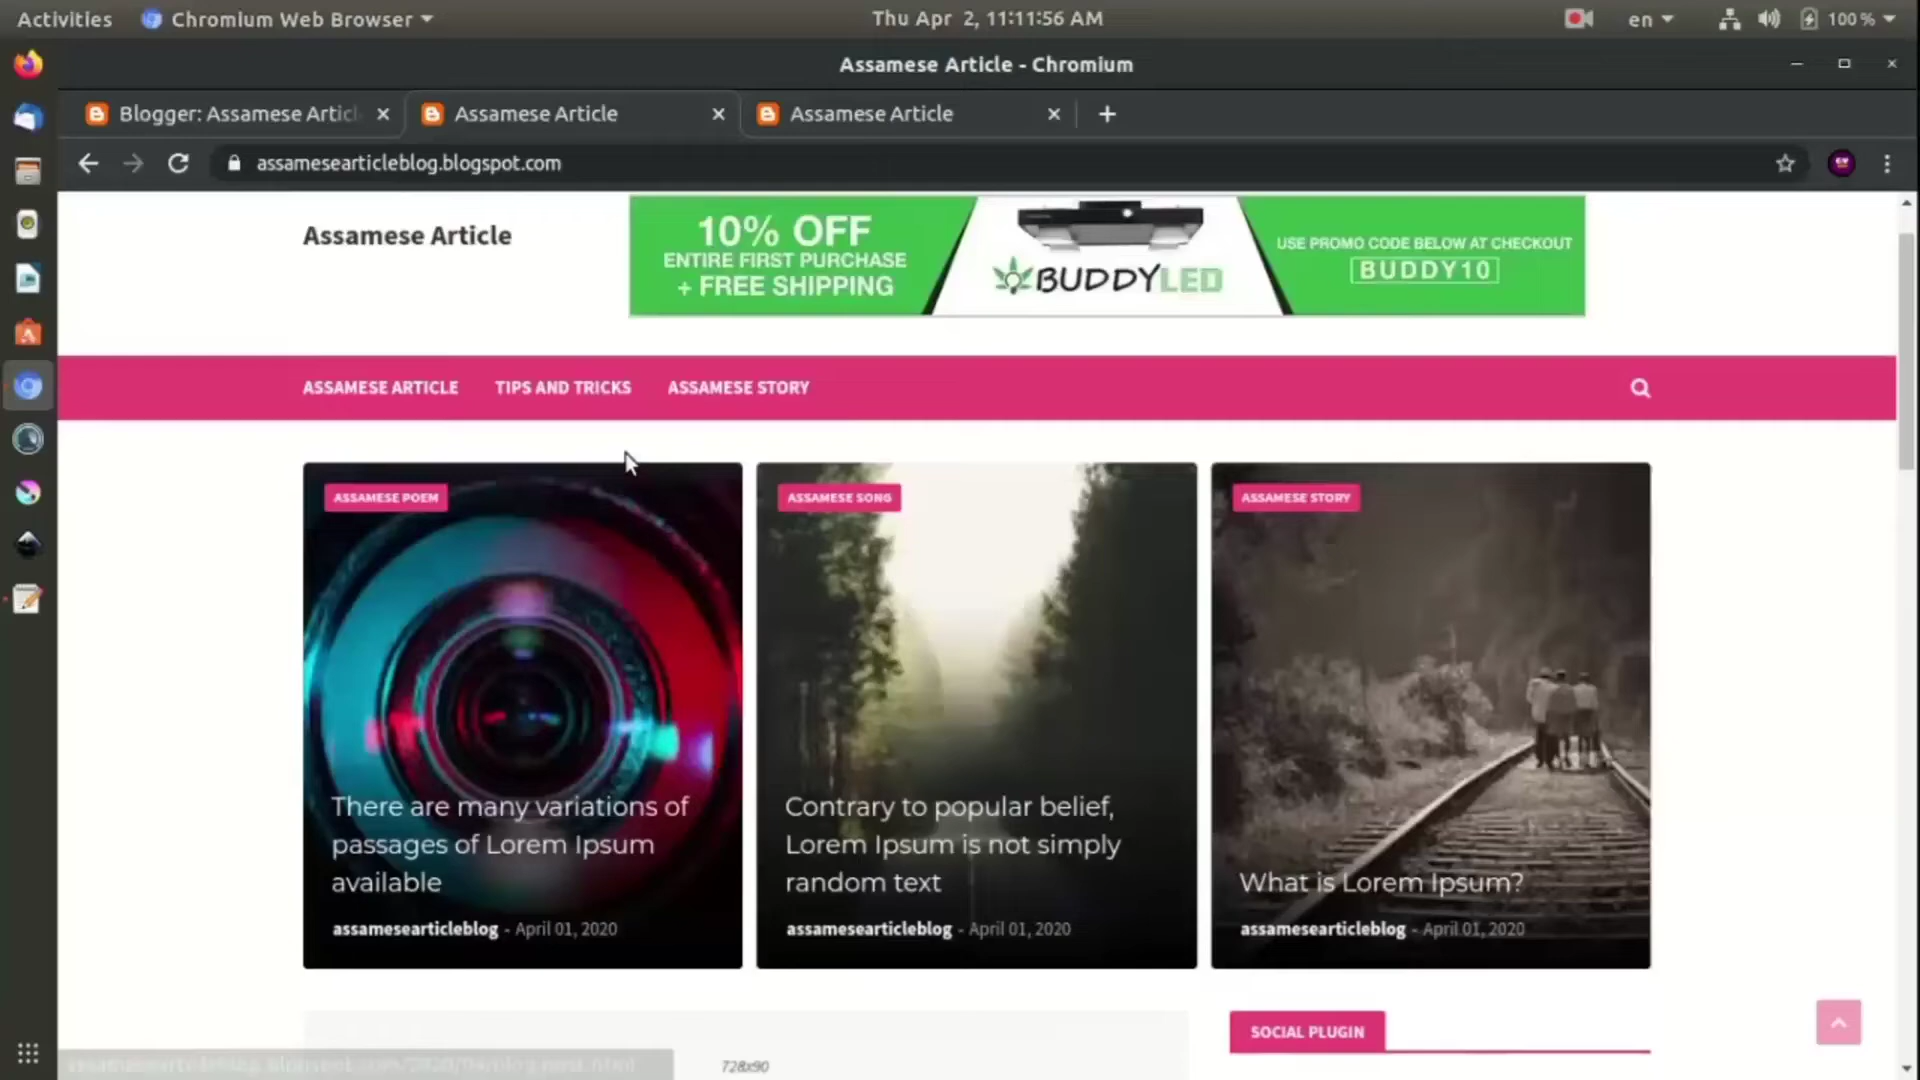 Activities
Chromium Web Browser
Thu Apr 2, 11:11:56 AM
en
100 %
Assamese Article - Chromium
Blogger: Assamese Articl
Assamese Article
Assamese Article
assamesearticleblog.blogspot.com
Assamese Article
10% OFF
ENTIRE FIRST PURCHASE
+ FREE SHIPPING
BUDDYLED
USE PROMO CODE BELOW AT CHECKOUT
BUDDY10
ASSAMESE ARTICLE
TIPS AND TRICKS
ASSAMESE STORY
ASSAMESE POEM
There are many variations of
passages of Lorem Ipsum
available
assamesearticleblog - April 01, 2020
ASSAMESE SONG
Contrary to popular belief,
Lorem Ipsum is not simply
random text
assamesearticleblog - April 01, 2020
ASSAMESE STORY
What is Lorem Ipsum?
assamesearticleblog - April 01, 2020
728x90
SOCIAL PLUGIN